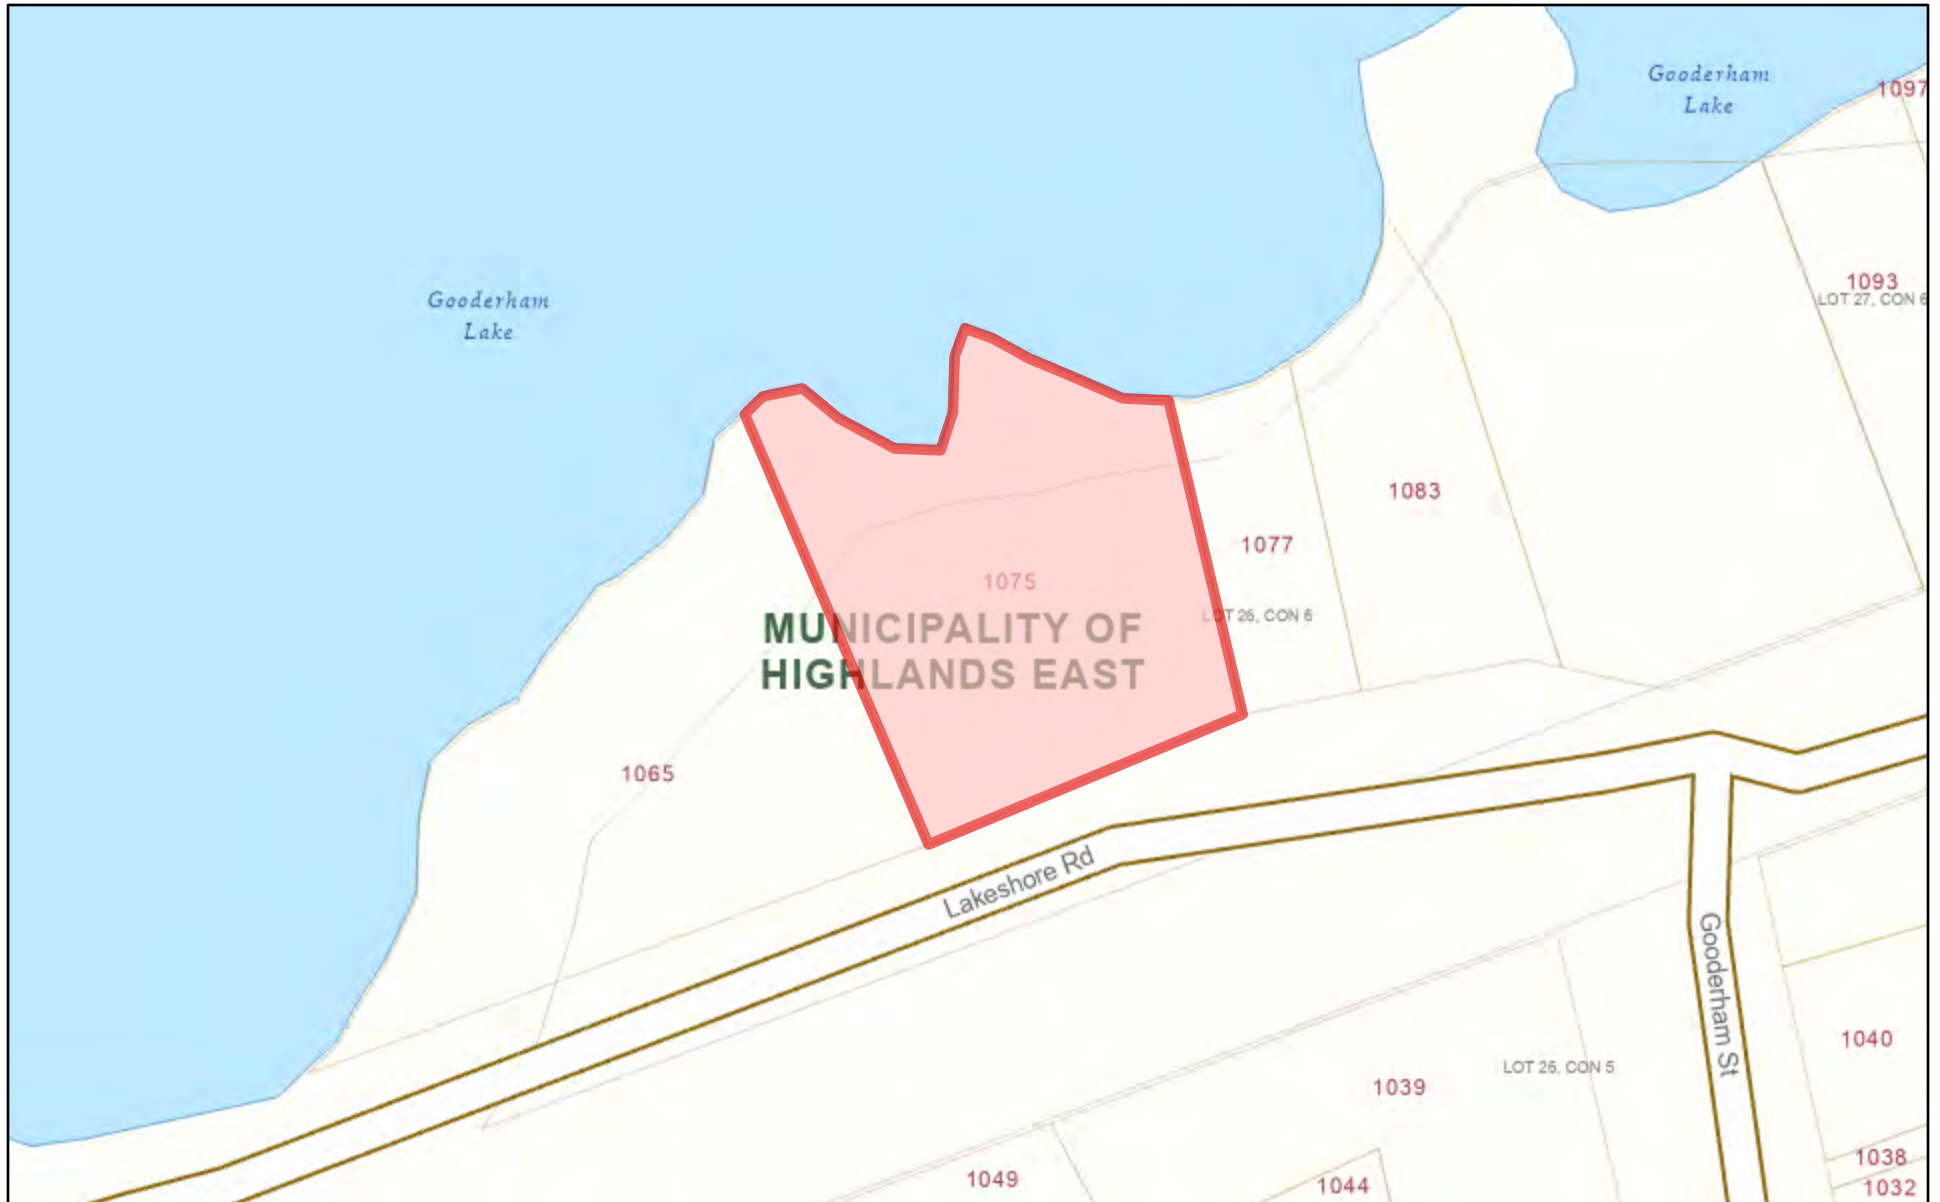 Gooderham
Lake
1097
Gooderham
Lake
1093
LOT 27, CON 6
1083
1077
1075
LOT 26, CON 6
MUNICIPALITY OF
HIGHLANDS EAST
1065
Lakeshore Rd
Gooderham St
1040
LOT 26, CON 5
1039
1038
1049
1044
1032